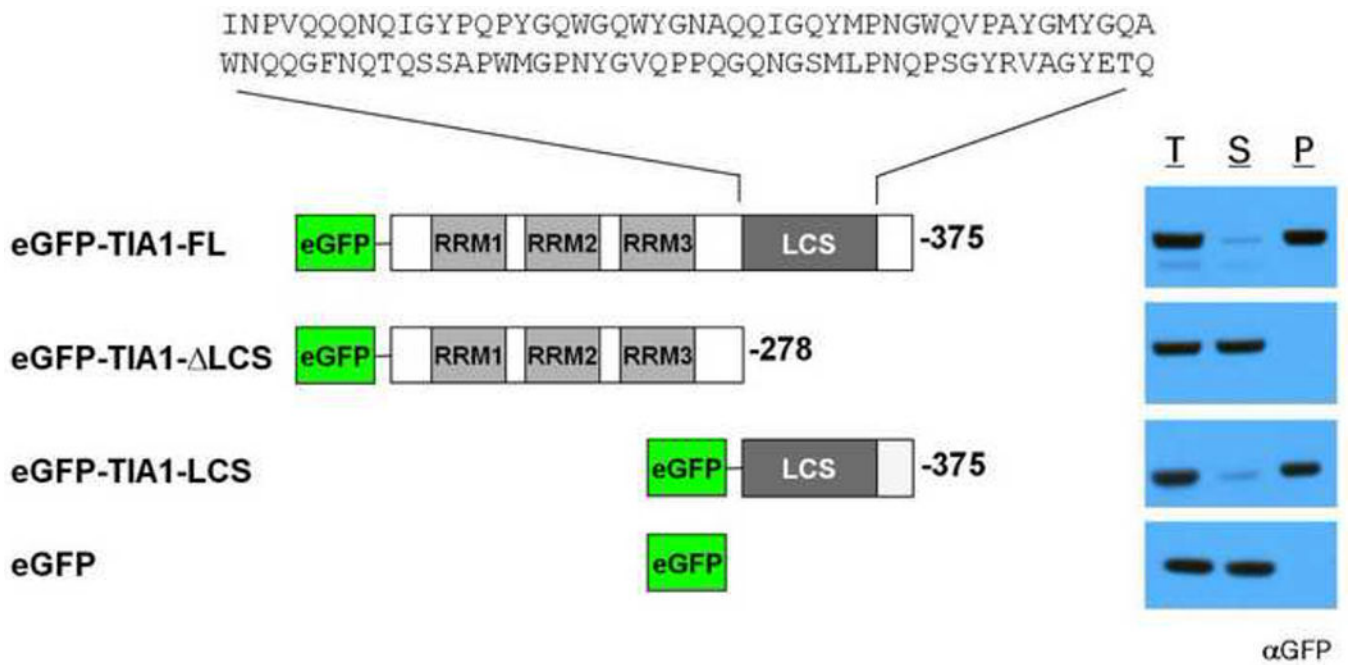 INPVQQQNQIGYPQPYGQWGQWYGNAQQIGQYMPNGWQVPAYGMYGQA
WNQQGFNQTQSSAPWMGPNYGVQPPQGQNGSMLPNQPSGYRVAGYETQ
T S P
eGFP-TIA1-FL eGFP RRM1 RRM2 RRM3 LCS -375
eGFP-TIA1-ΔLCS eGFP RRM1 RRM2 RRM3 -278
eGFP-TIA1-LCS eGFP LCS -375
eGFP eGFP
αGFP